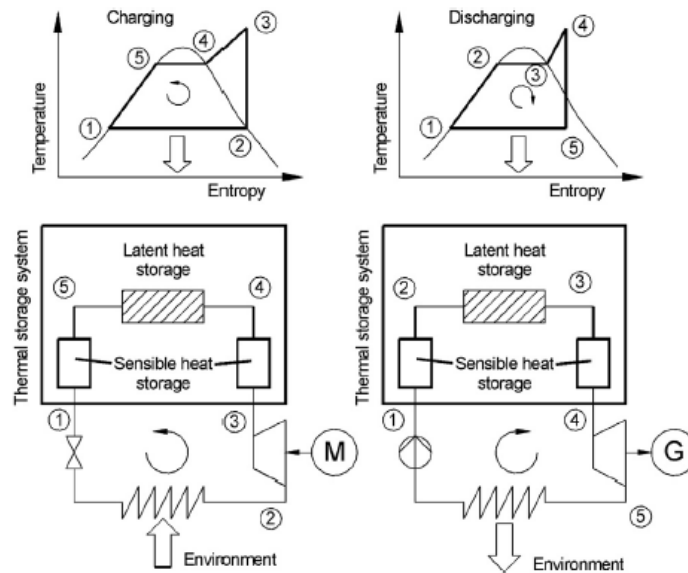 Charging
Temperature
Entropy
①
②
③
④
⑤
Discharging
Temperature
Entropy
①
②
③
④
⑤
Thermal storage system
Latent heat
storage
⑤
④
Sensible heat
storage
①
③
M
②
Environment
Thermal storage system
Latent heat
storage
②
③
Sensible heat
storage
①
④
G
⑤
Environment